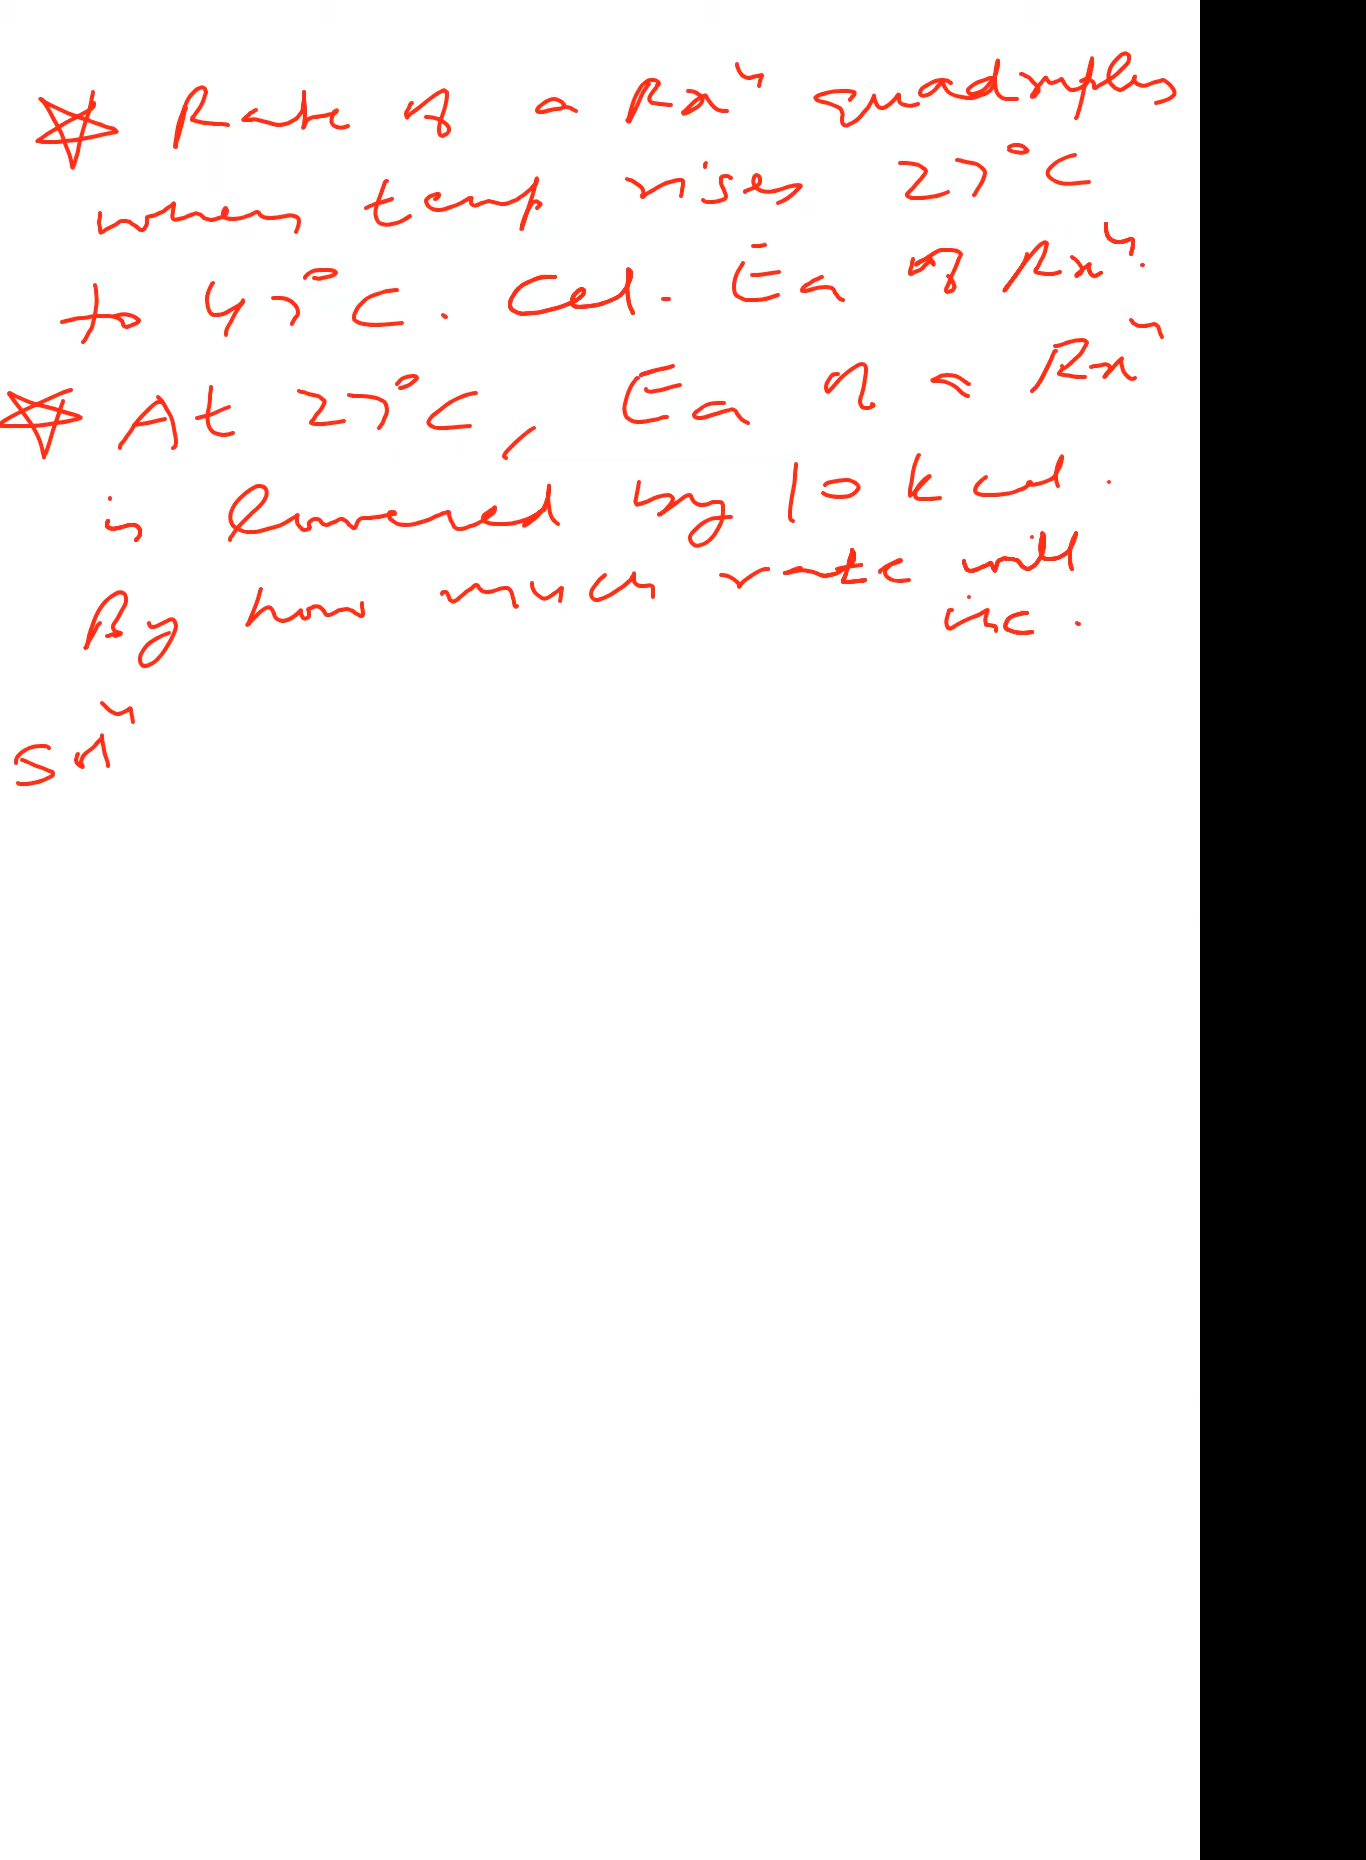 ☆ Rate of a Rxⁿ quadruples
when temp rises 27°C
to 47°C. Cal. Ea of Rxⁿ.
☆ At 27°C, Ea of a Rxⁿ
is lowered by 10 kcal.
By how much rate will
inc.
Solⁿ